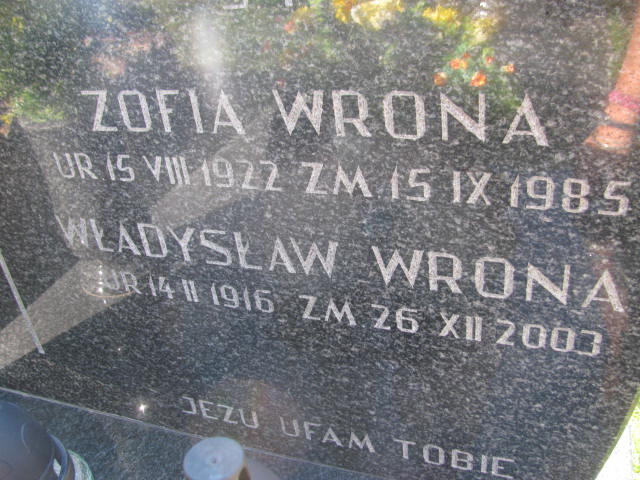 ZOFIA WRONA
UR 15 VIII 1922 ZM 15 IX 1985
WŁADYSŁAW WRONA
UR 14 II 1916 ZM 26 XII 2003
JEZU UFAM TOBIE